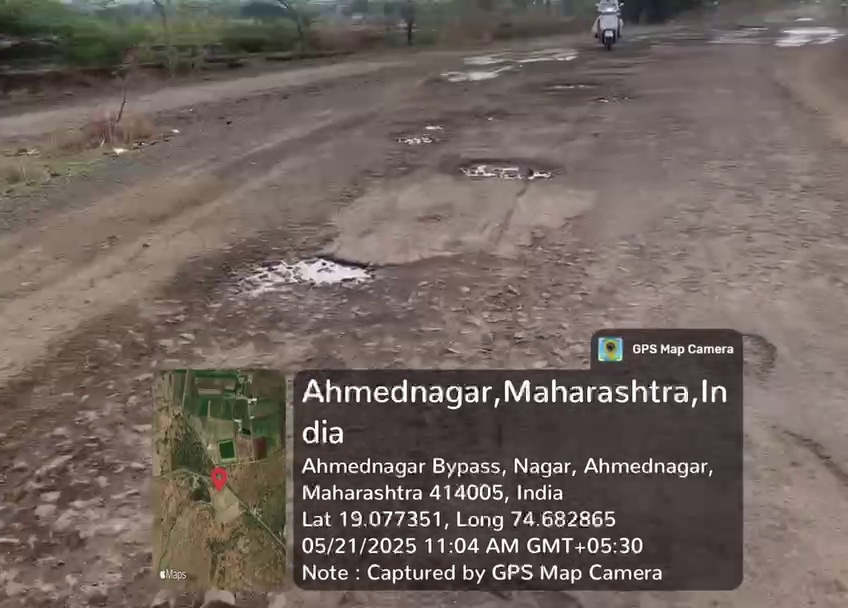 GPS Map Camera
Ahmednagar,Maharashtra,In
dia
Ahmednagar Bypass, Nagar, Ahmednagar,
Maharashtra 414005, India
Lat 19.077351, Long 74.682865
05/21/2025 11:04 AM GMT+05:30
Note : Captured by GPS Map Camera
Maps